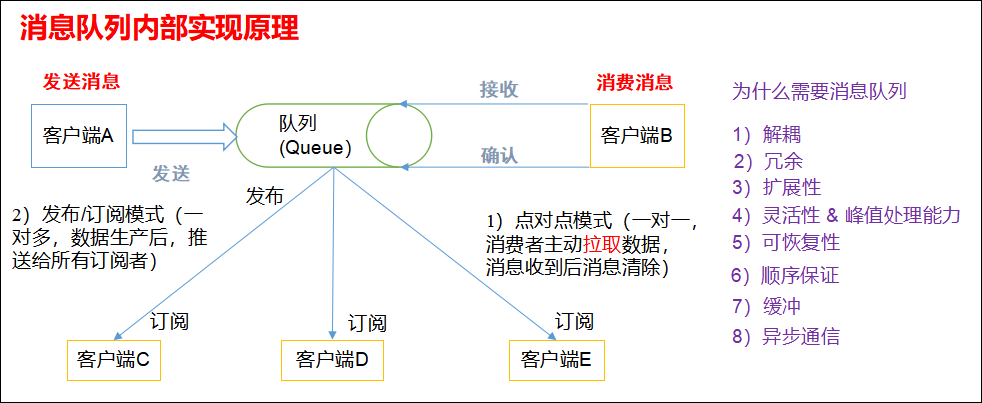 消息队列内部实现原理
发送消息
消费消息
客户端A
发送
队列
(Queue)
接收
确认
客户端B
发布
2）发布/订阅模式（一
对多，数据生产后，推
送给所有订阅者）
1）点对点模式（一对一，
消费者主动拉取数据，
消息收到后消息清除）
订阅
订阅
订阅
客户端C
客户端D
客户端E
为什么需要消息队列
1）解耦
2）冗余
3）扩展性
4）灵活性 & 峰值处理能力
5）可恢复性
6）顺序保证
7）缓冲
8）异步通信